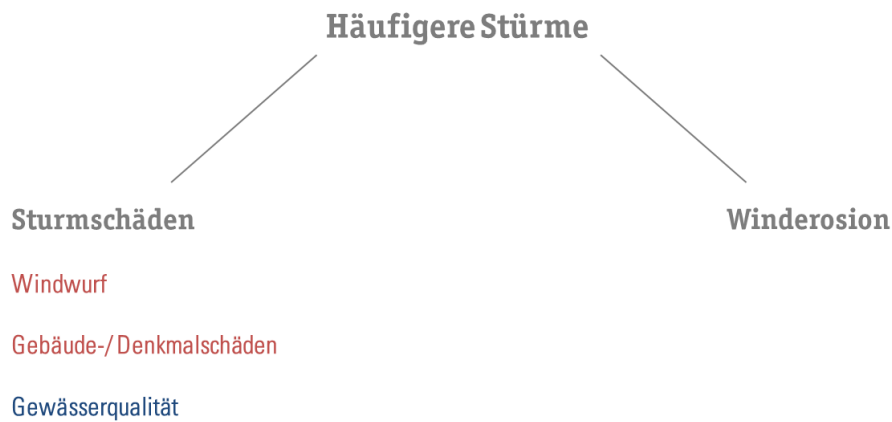 Häufigere Stürme
Sturmschäden
Winderosion
Windwurf
Gebäude-/ Denkmalschäden
Gewässerqualität